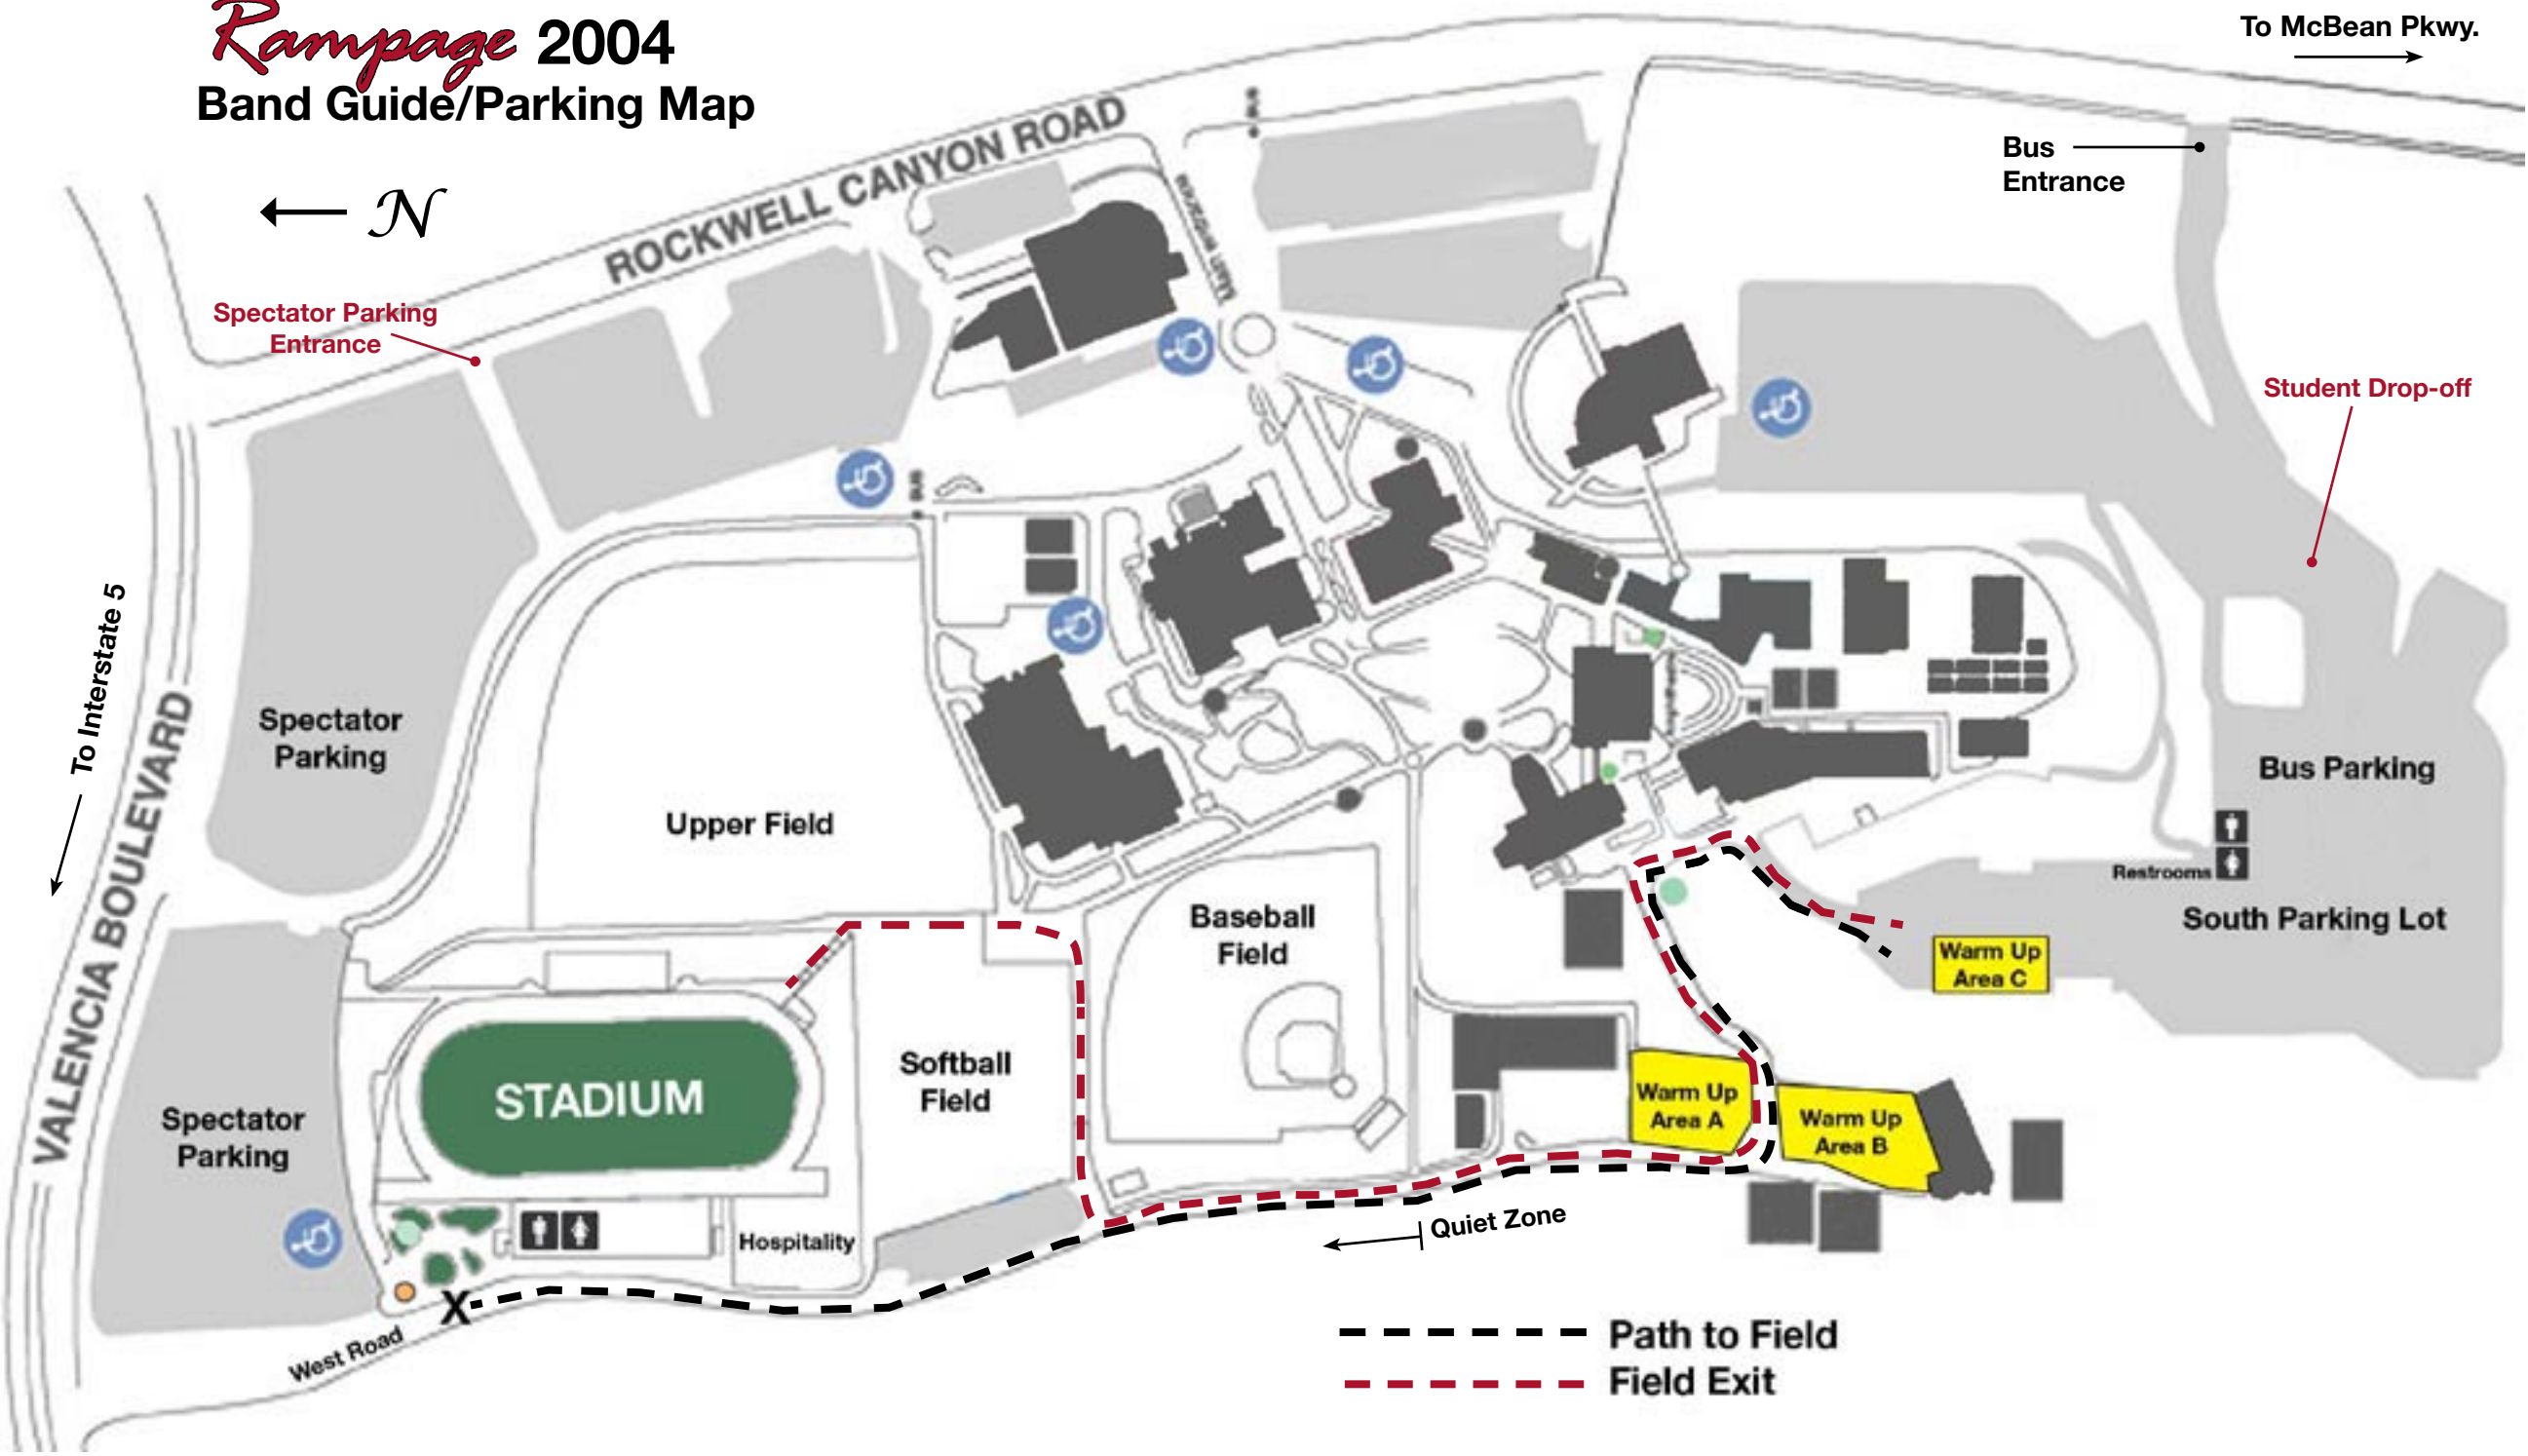 Rampage 2004
Band Guide/Parking Map
N
To McBean Pkwy.
ROCKWELL CANYON ROAD
BUS
Bus
Entrance
Spectator Parking
Entrance
Student Drop-off
BUS
To Interstate 5
VALENCIA BOULEVARD
Spectator
Parking
Upper Field
Bus Parking
Restrooms
South Parking Lot
Baseball
Field
Warm Up
Area C
STADIUM
Softball
Field
Warm Up
Area A
Warm Up
Area B
Spectator
Parking
Hospitality
Quiet Zone
X
West Road
Path to Field
Field Exit